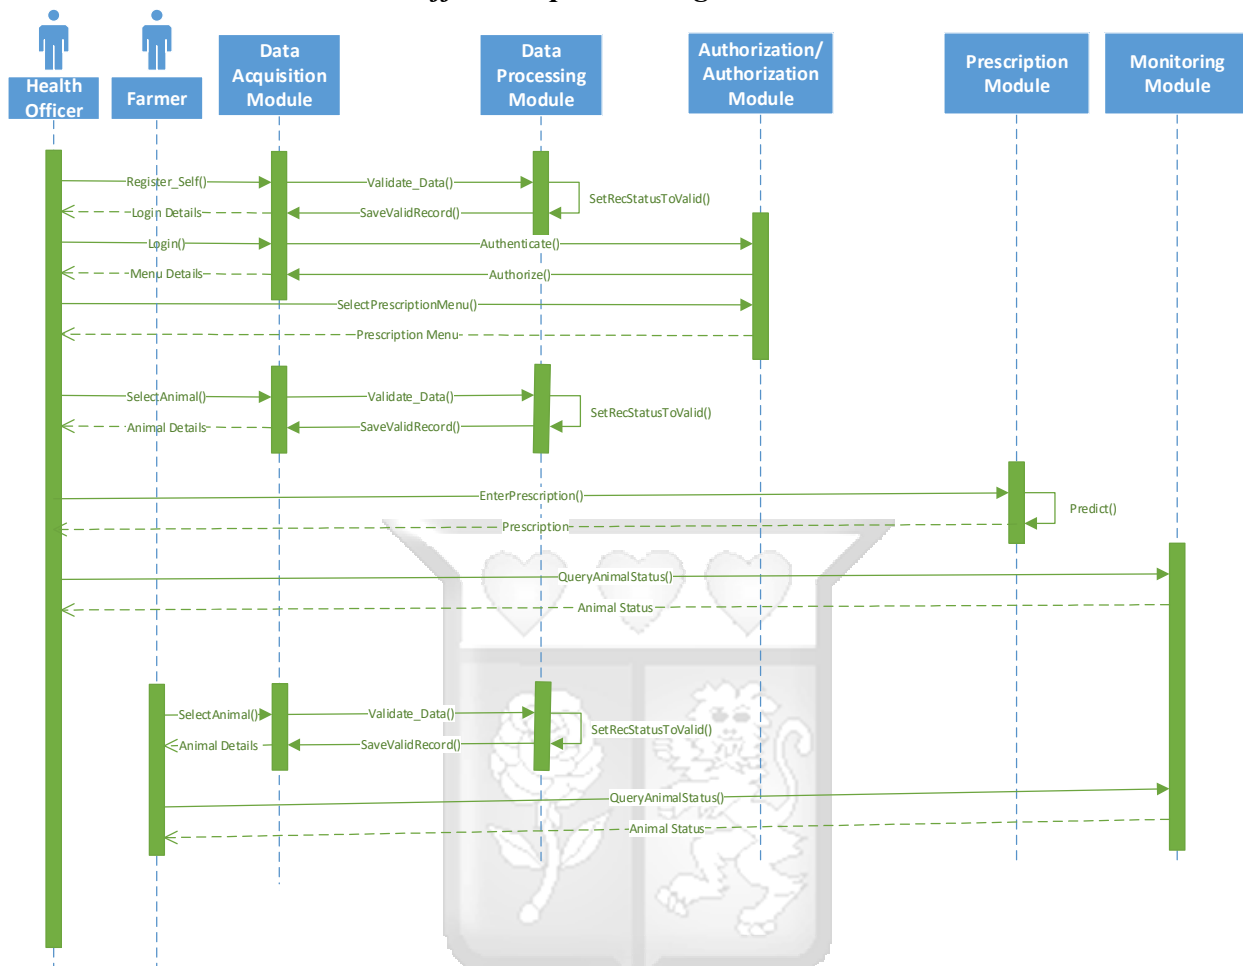 Health
Officer
Farmer
Data
Acquisition
Module
Data
Processing
Module
Authorization/
Authorization
Module
Prescription
Module
Monitoring
Module
Register_Self()
Validate_Data()
SetRecStatusToValid()
Login Details
SaveValidRecord()
Login()
Authenticate()
Menu Details
Authorize()
SelectPrescriptionMenu()
Prescription Menu
SelectAnimal()
Validate_Data()
SetRecStatusToValid()
Animal Details
SaveValidRecord()
EnterPrescription()
Predict()
Prescription
QueryAnimalStatus()
Animal Status
SelectAnimal()
Validate_Data()
SetRecStatusToValid()
Animal Details
SaveValidRecord()
QueryAnimalStatus()
Animal Status